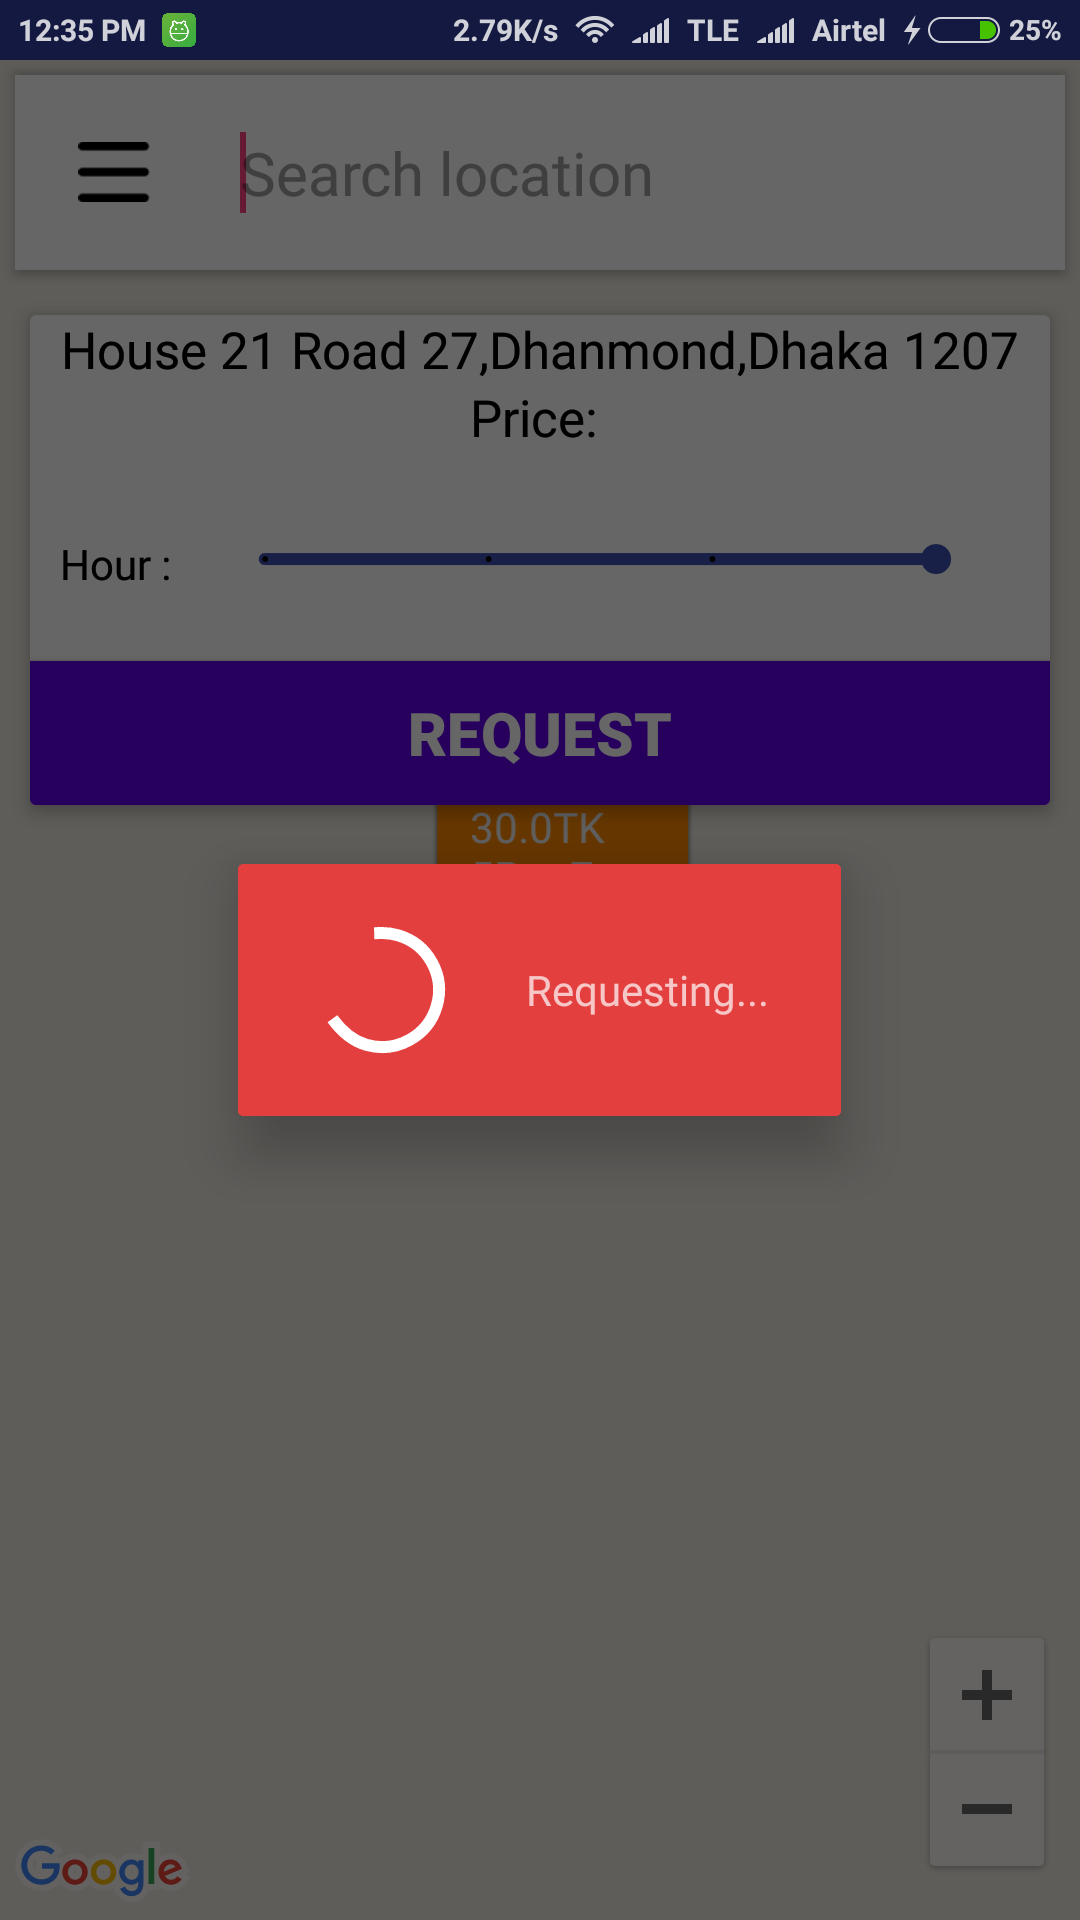 12:35 PM 2.79K/s TLE Airtel 25%
Search location
House 21 Road 27,Dhanmond,Dhaka 1207
Price:
Hour :
REQUEST
30.0TK
Requesting...
Google